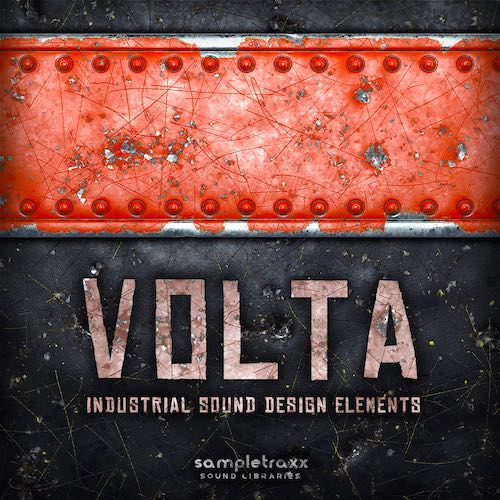 VOLTA
INDUSTRIAL SOUND DESIGN ELEMENTS
sampletraxx
SOUND LIBRARIES